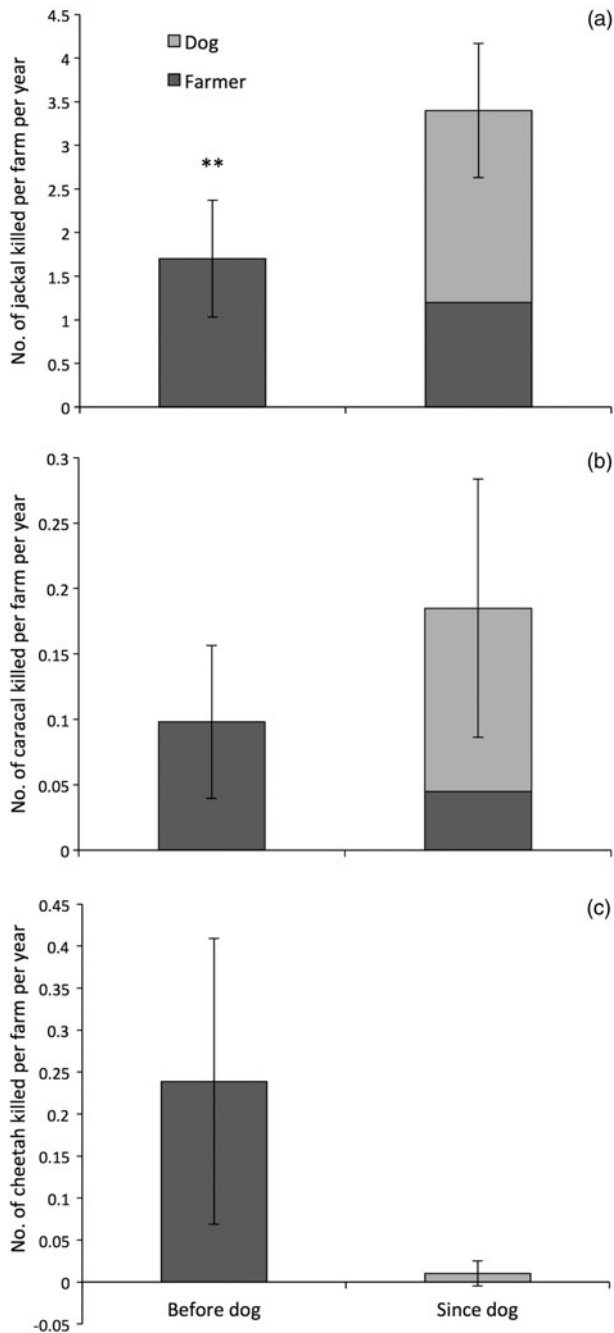 (a)
Dog
Farmer
**
No. of jackal killed per farm per year
4.5
4
3.5
3
2.5
2
1.5
1
0.5
0
(b)
No. of caracal killed per farm per year
0.3
0.25
0.2
0.15
0.1
0.05
0
(c)
No. of cheetah killed per farm per year
0.45
0.4
0.35
0.3
0.25
0.2
0.15
0.1
0.05
0
-0.05
Before dog
Since dog